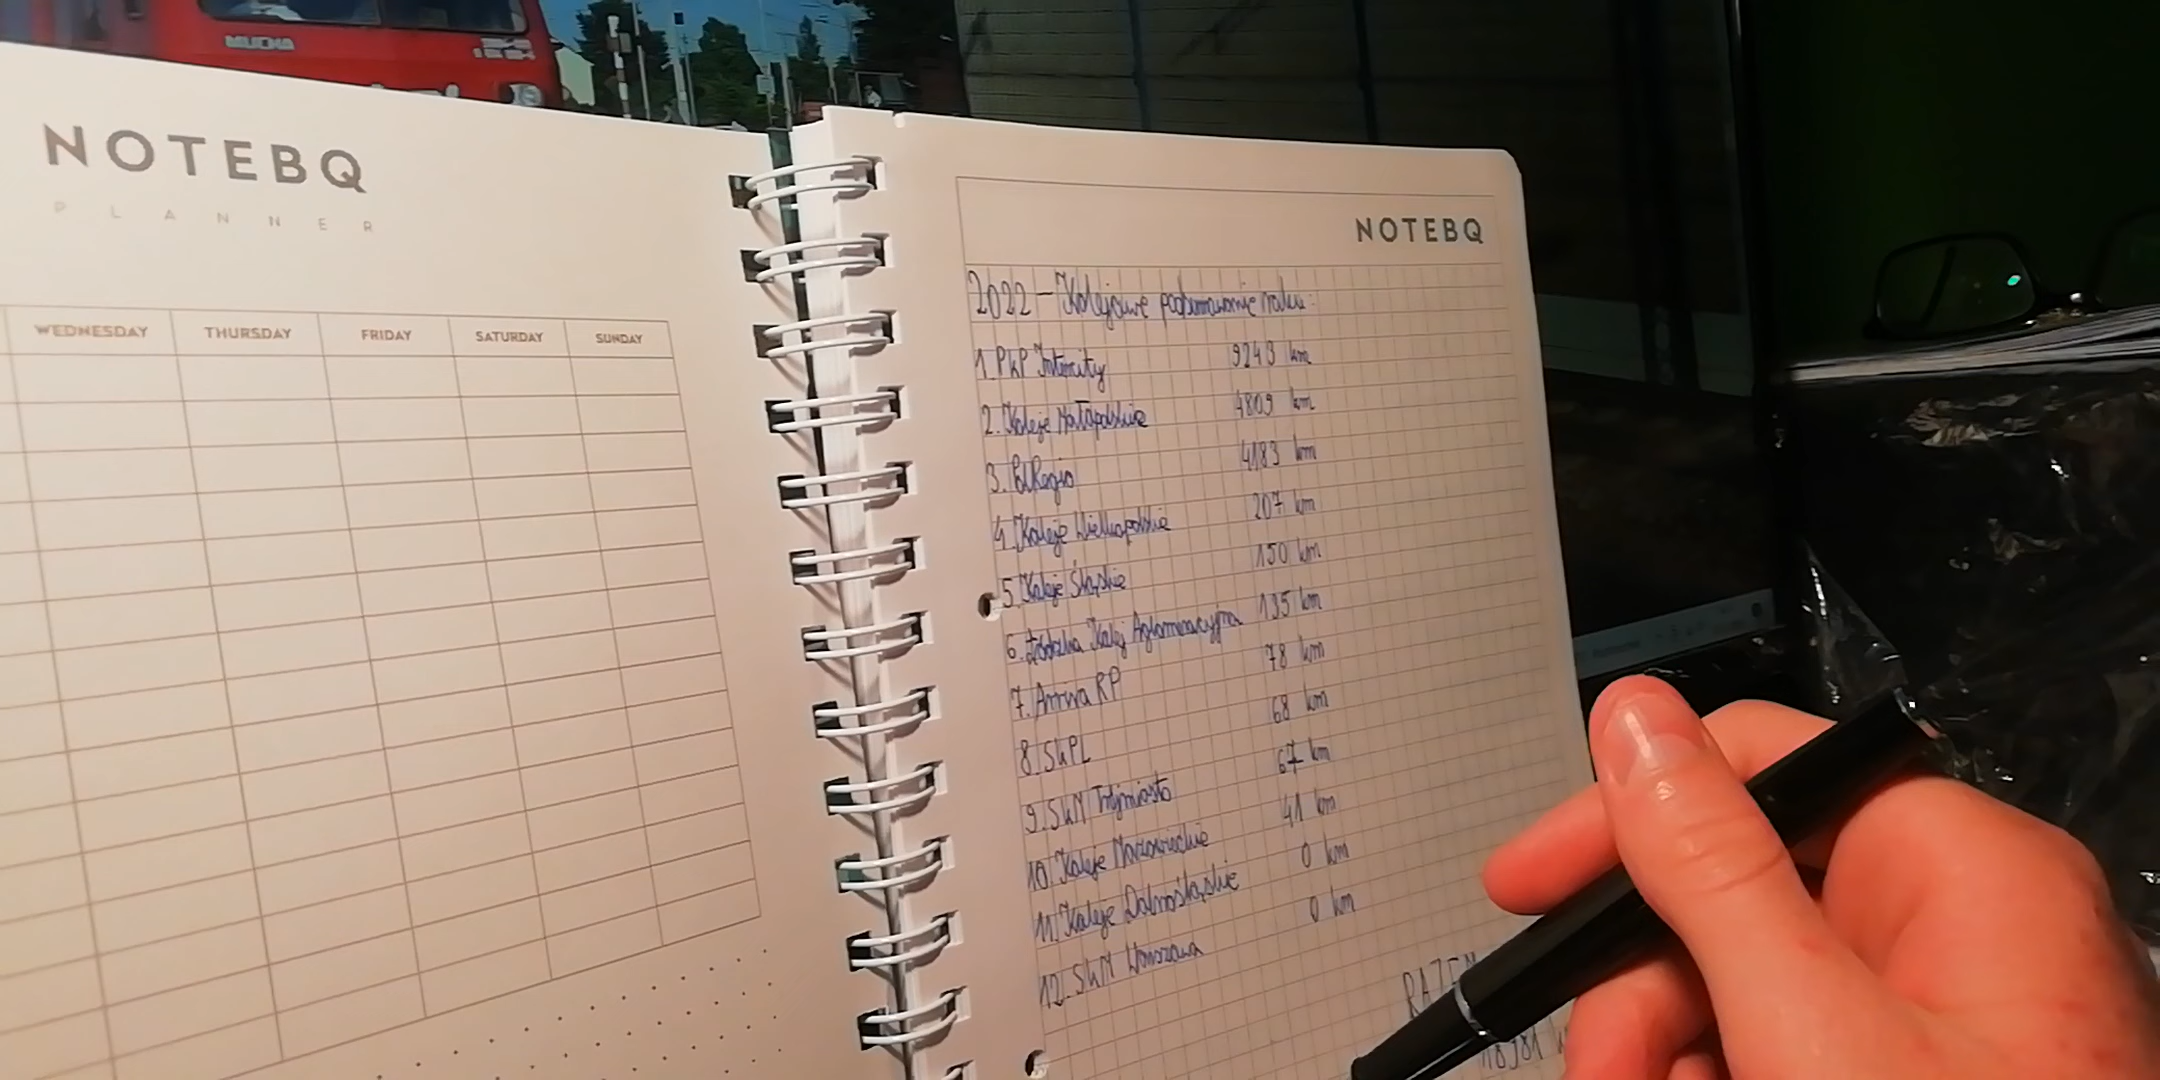 MUCHA
NOTEBQ
PLANNER
WEDNESDAY THURSDAY FRIDAY SATURDAY SUNDAY
NOTEBQ
2022 - Kolejowe podsumowanie roku:
1. PKP Intercity 9243 km
2. Koleje Małopolskie 4809 km
3. PolRegio 4183 km
4. Koleje Wielkopolskie 207 km
5. Koleje Śląskie 150 km
6. Łódzka Kolej Aglomeracyjna 135 km
7. Arriva RP 78 km
8. SKPL 68 km
9. SKM Trójmiasto 67 km
10. Koleje Mazowieckie 41 km
11. Koleje Dolnośląskie 0 km
12. SKM Warszawa 0 km
RAZEM
18981